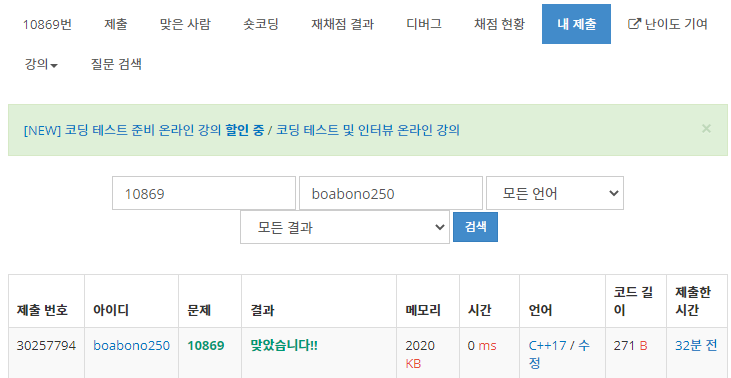 10869번 제출 맞은 사람 숏코딩 재채점 결과 디버그 채점 현황 내 제출 난이도 기여
강의 질문 검색
[NEW] 코딩 테스트 준비 온라인 강의 할인 중 / 코딩 테스트 및 인터뷰 온라인 강의 ×
10869 boabono250 모든 언어
모든 결과 검색
제출 번호 아이디 문제 결과 메모리 시간 언어 코드 길이 제출한 시간
30257794 boabono250 10869 맞았습니다!! 2020 KB 0 ms C++17 / 수정 271 B 32분 전